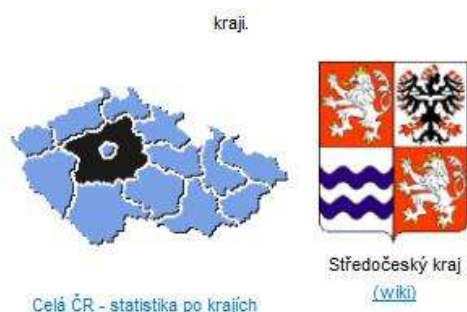 kraji.
Středočeský kraj
(wiki)
Celá ČR - statistika po krajích